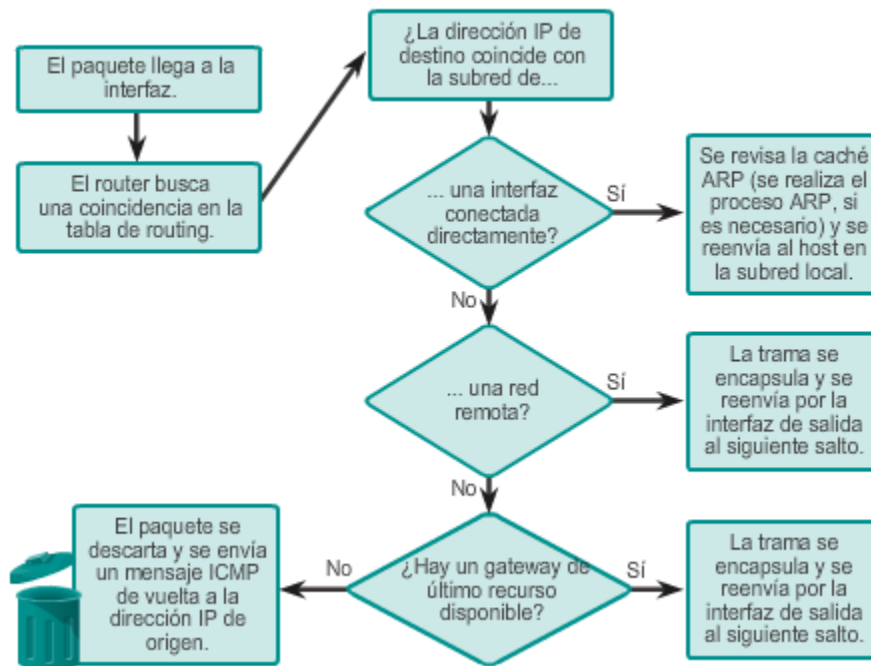 El paquete llega a la
interfaz.
El router busca
una coincidencia en la
tabla de routing.
¿La dirección IP de
destino coincide con
la subred de...
... una interfaz
conectada
directamente?
Sí
Se revisa la caché
ARP (se realiza el
proceso ARP, si
es necesario) y se
reenvía al host en
la subred local.
No
... una red
remota?
Sí
La trama se
encapsula y se
reenvía por la
interfaz de salida
al siguiente salto.
No
¿Hay un gateway de
último recurso
disponible?
Sí
La trama se
encapsula y se
reenvía por la
interfaz de salida
al siguiente salto.
No
El paquete se
descarta y se envía
un mensaje ICMP
de vuelta a la
dirección IP de
origen.